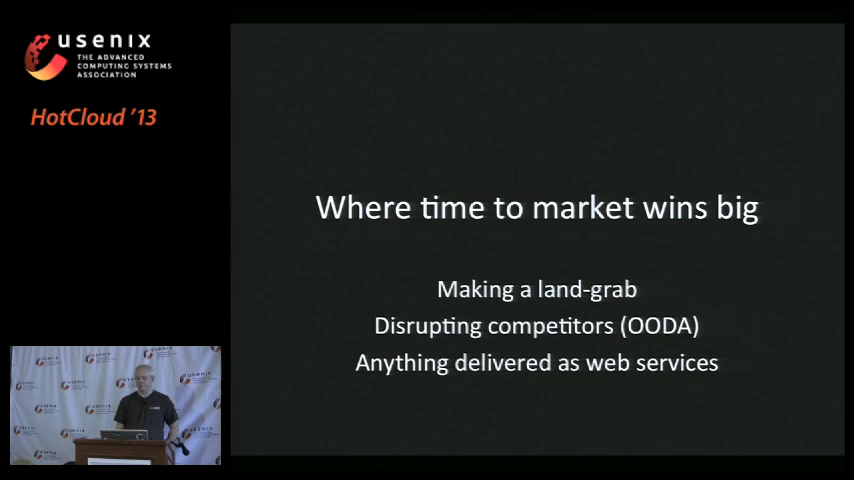 usenix
THE ADVANCED
COMPUTING SYSTEMS
ASSOCIATION
HotCloud '13
Where time to market wins big
Making a land-grab
Disrupting competitors (OODA)
Anything delivered as web services
usenix